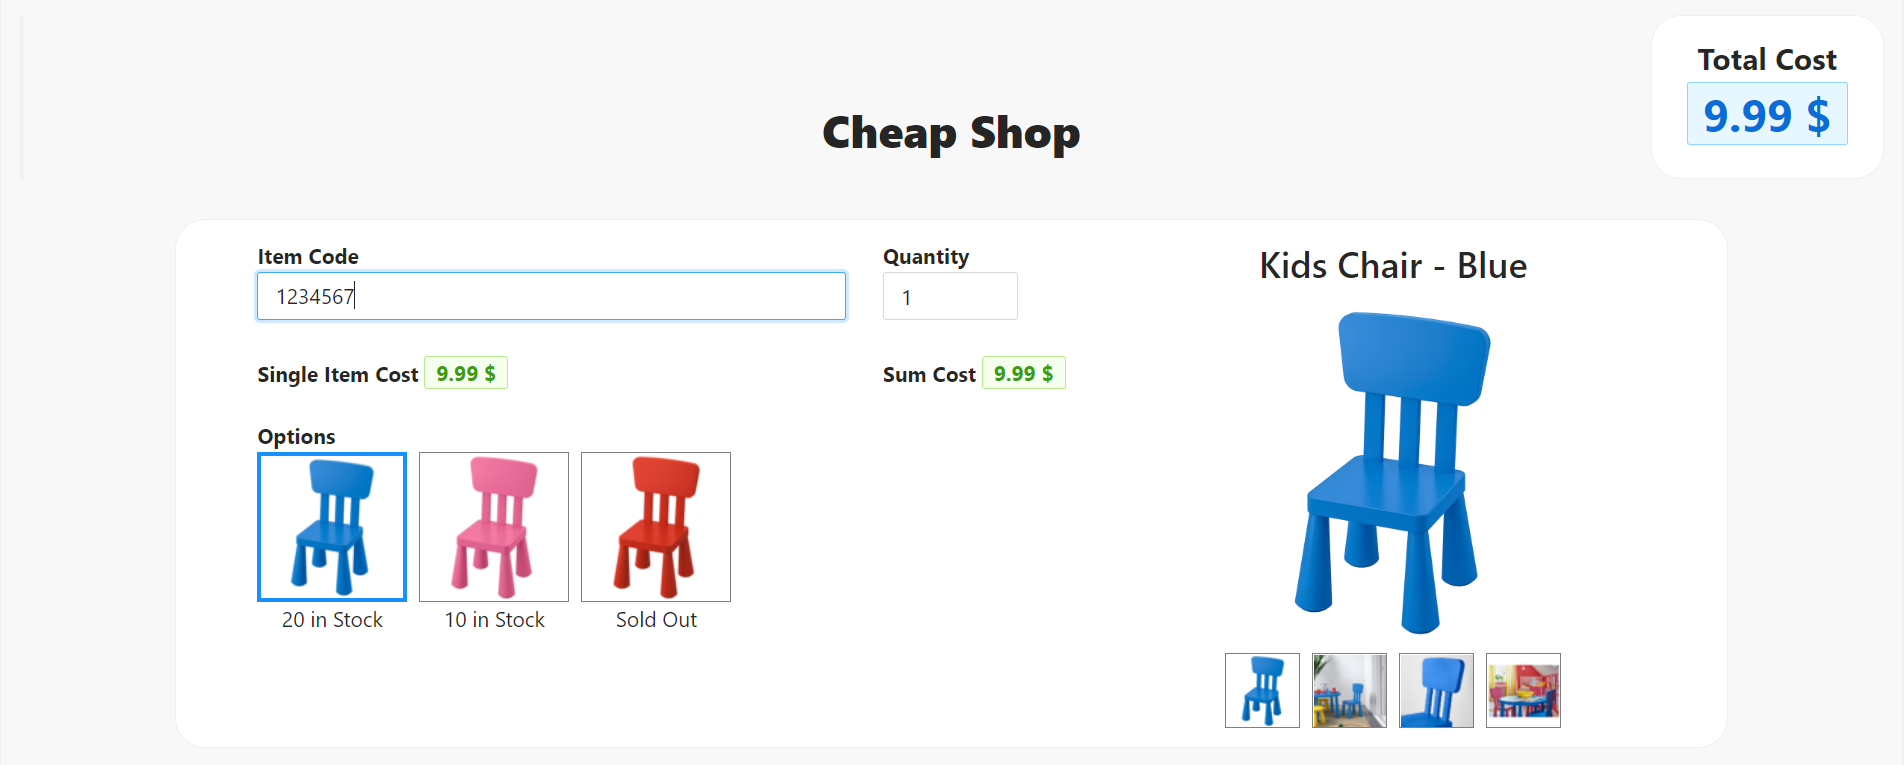 Total Cost
9.99 $
Cheap Shop
Item Code
1234567
Quantity
1
Single Item Cost 9.99 $
Sum Cost 9.99 $
Options
20 in Stock
10 in Stock
Sold Out
Kids Chair - Blue